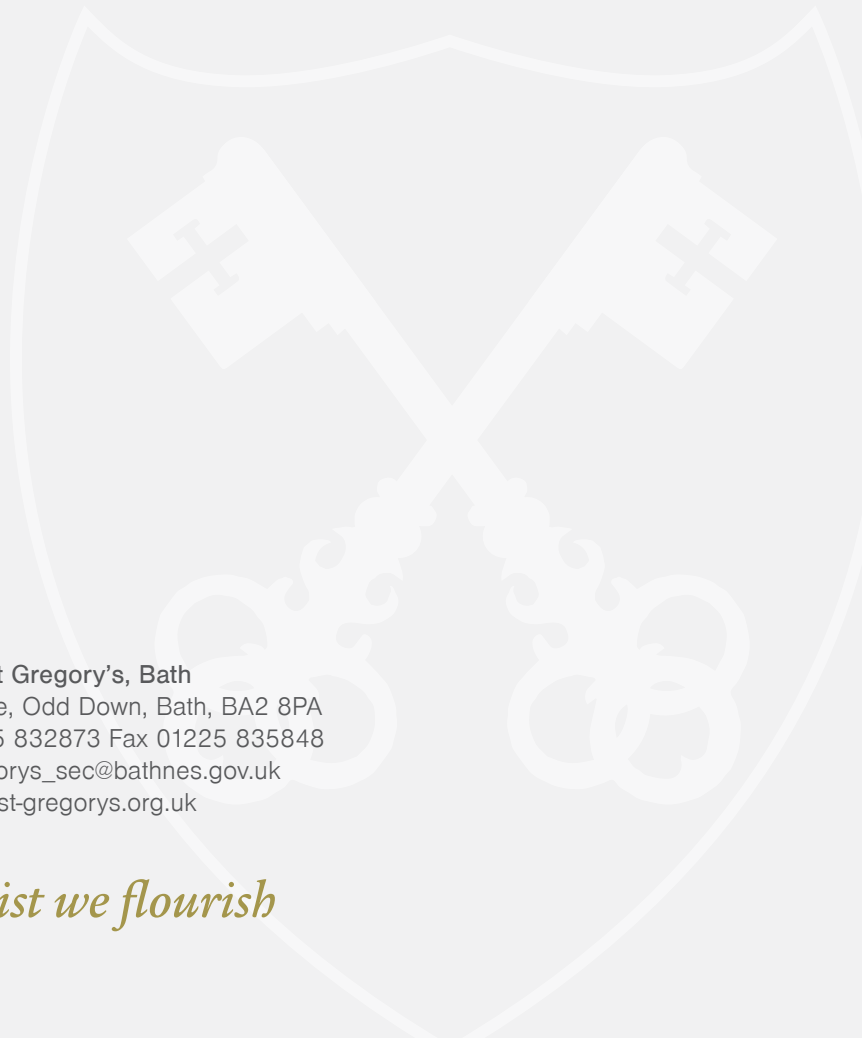 t Gregory’s, Bath
e, Odd Down, Bath, BA2 8PA
5 832873 Fax 01225 835848
orys_sec@bathnes.gov.uk
st-gregorys.org.uk
ist we flourish